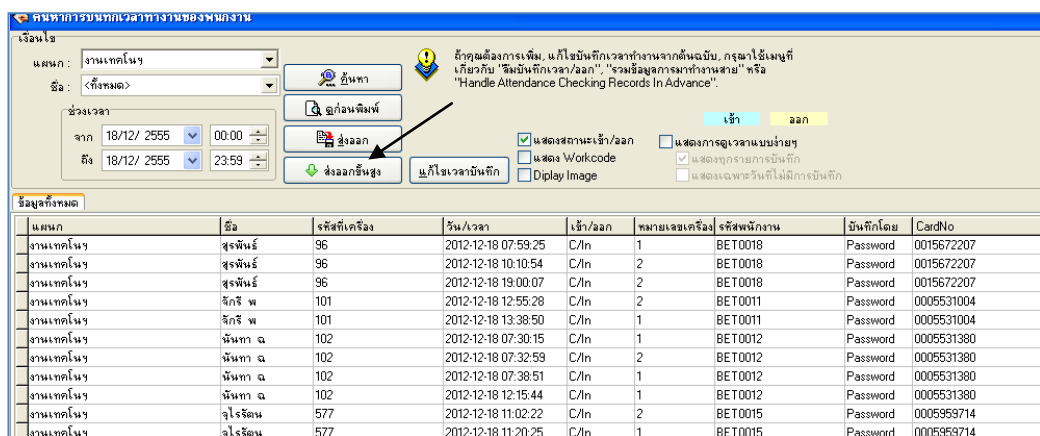 ค้นหาการบันทึกเวลาทำงานของพนักงาน
เงื่อนไข
แผนก : งานเทคโนฯ
ชื่อ : <ทั้งหมด>
ช่วงเวลา
จาก 18/12/ 2555 00:00
ถึง 18/12/ 2555 23:59
ค้นหา
ดูก่อนพิมพ์
ส่งออก
ส่งออกขั้นสูง
แก้ไขเวลาบันทึก
ถ้าคุณต้องการเพิ่ม, แก้ไขบันทึกเวลาทำงานจากต้นฉบับ, กรุณาใช้เมนูที่
เกี่ยวกับ "ลืมบันทึกเวลา/ออก", "รวมข้อมูลการมาทำงานสาย" หรือ
"Handle Attendance Checking Records In Advance".
เข้า ออก
แสดงสถานะเข้า/ออก
แสดง Workcode
Diplay Image
แสดงการดูเวลาแบบง่ายๆ
แสดงทุกรายการบันทึก
แสดงเฉพาะวันที่ไม่มีการบันทึก
ข้อมูลทั้งหมด
แผนก ชื่อ รหัสที่เครื่อง วัน/เวลา เข้า/ออก หมายเลขเครื่อง รหัสพนักงาน บันทึกโดย CardNo
งานเทคโนฯ สุรพันธ์ 96 2012-12-18 07:59:25 C/In 1 BET0018 Password 0015672207
งานเทคโนฯ สุรพันธ์ 96 2012-12-18 10:10:54 C/In 2 BET0018 Password 0015672207
งานเทคโนฯ สุรพันธ์ 96 2012-12-18 19:00:07 C/In 2 BET0018 Password 0015672207
งานเทคโนฯ จักรี พ 101 2012-12-18 12:55:28 C/In 2 BET0011 Password 0005531004
งานเทคโนฯ จักรี พ 101 2012-12-18 13:38:50 C/In 1 BET0011 Password 0005531004
งานเทคโนฯ นันทา ฉ 102 2012-12-18 07:30:15 C/In 1 BET0012 Password 0005531380
งานเทคโนฯ นันทา ฉ 102 2012-12-18 07:32:59 C/In 2 BET0012 Password 0005531380
งานเทคโนฯ นันทา ฉ 102 2012-12-18 07:38:51 C/In 1 BET0012 Password 0005531380
งานเทคโนฯ นันทา ฉ 102 2012-12-18 12:15:44 C/In 1 BET0012 Password 0005531380
งานเทคโนฯ จุไรรัตน 577 2012-12-18 11:02:22 C/In 2 BET0015 Password 0005959714
งานเทคโนฯ จุไรรัตน 577 2012-12-18 11:20:25 C/In 1 BET0015 Password 0005959714